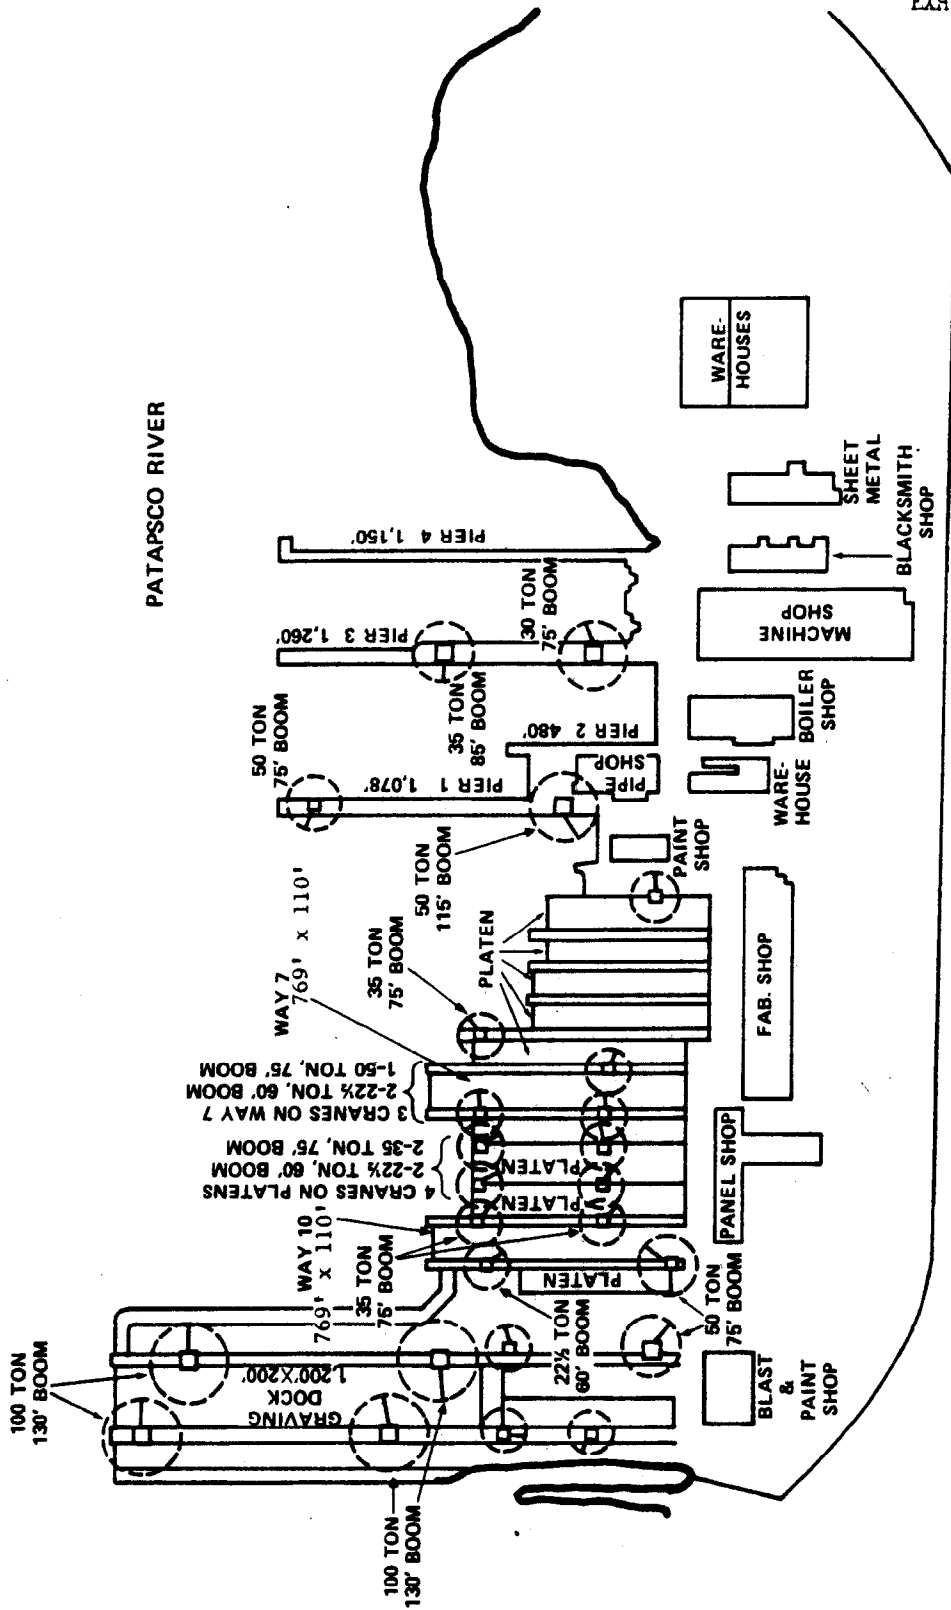 EXH
PATAPSCO RIVER
100 TON
130' BOOM
100 TON
130' BOOM
GRAVING
DOCK
1,200'X200'
WAY 10
769' x 110'
35 TON
75' BOOM
22½ TON
60' BOOM
50 TON
75' BOOM
BLAST
&
PAINT
SHOP
PLATEN
PLATEN
PLATEN
4 CRANES ON PLATENS
2-22½ TON, 60' BOOM
2-35 TON, 75' BOOM
3 CRANES ON WAY 7
2-22½ TON, 60' BOOM
1-50 TON, 75' BOOM
WAY 7
769' x 110'
35 TON
75' BOOM
PLATEN
PANEL SHOP
FAB. SHOP
50 TON
115' BOOM
PAINT
SHOP
50 TON
75' BOOM
PIER 1 1,078'
PIPE
SHOP
PIER 2 480'
WARE-
HOUSE
BOILER
SHOP
35 TON
85' BOOM
PIER 3 1,260'
30 TON
75' BOOM
MACHINE
SHOP
PIER 4 1,150'
BLACKSMITH
SHOP
SHEET
METAL
WARE-
HOUSES